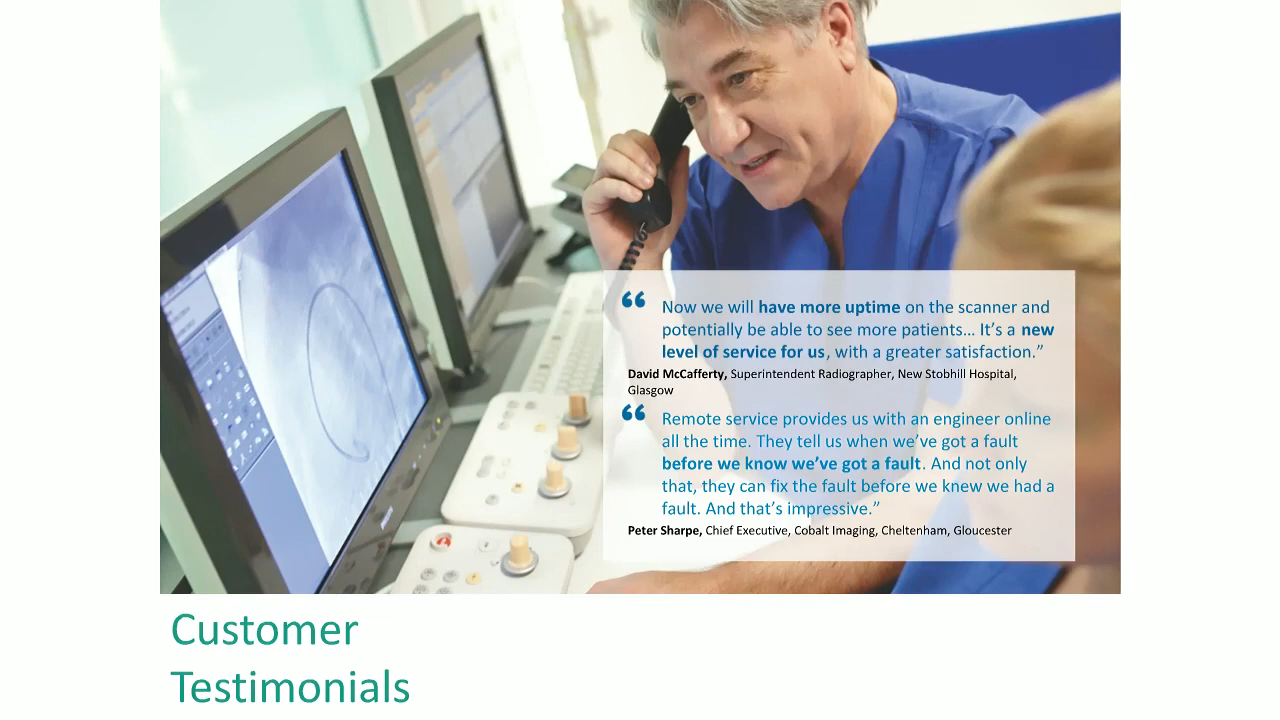 “ Now we will have more uptime on the scanner and
potentially be able to see more patients... It’s a new
level of service for us, with a greater satisfaction.”
David McCafferty, Superintendent Radiographer, New Stobhill Hospital,
Glasgow
“ Remote service provides us with an engineer online
all the time. They tell us when we’ve got a fault
before we know we’ve got a fault. And not only
that, they can fix the fault before we knew we had a
fault. And that’s impressive.”
Peter Sharpe, Chief Executive, Cobalt Imaging, Cheltenham, Gloucester
Customer
Testimonials